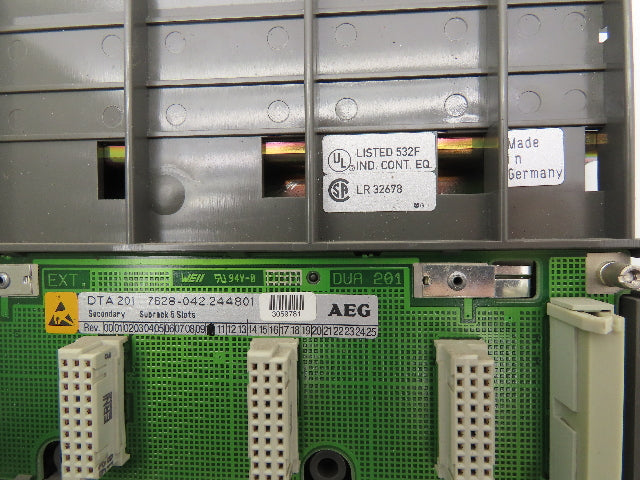 UL LISTED 532F
IND. CONT. EQ.
LR 32678
Made
in
Germany
EXT. 94V-0 DUA 201
DTA 201 7628-042.244801
3059781
AEG
Secondary Subrack 5 Slots
Rev. 00 01 02 03 04 05 06 07 08 09 11 12 13 14 15 16 17 18 19 20 21 22 23 24 25